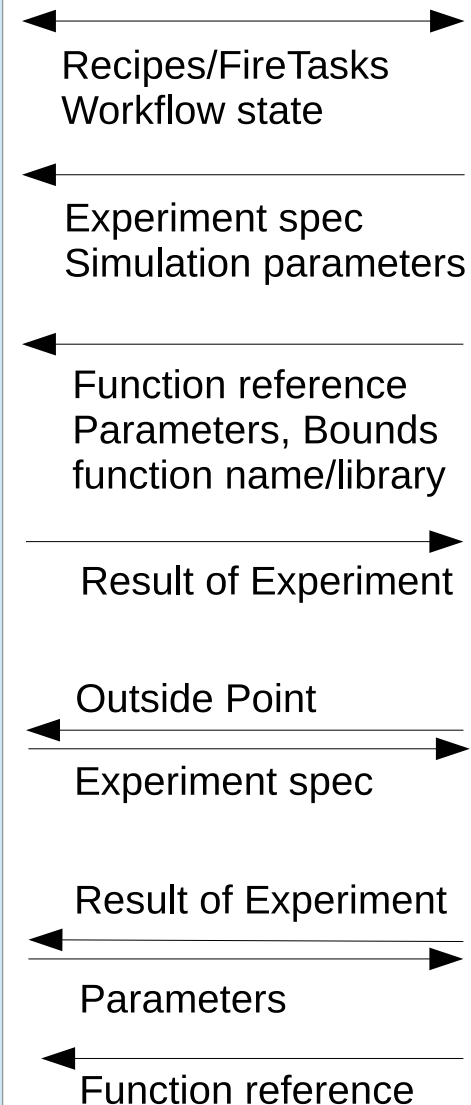 Recipes/FireTasks
Workflow state
Experiment spec
Simulation parameters
Function reference
Parameters, Bounds
function name/library
Result of Experiment
Outside Point
Experiment spec
Result of Experiment
Parameters
Function reference